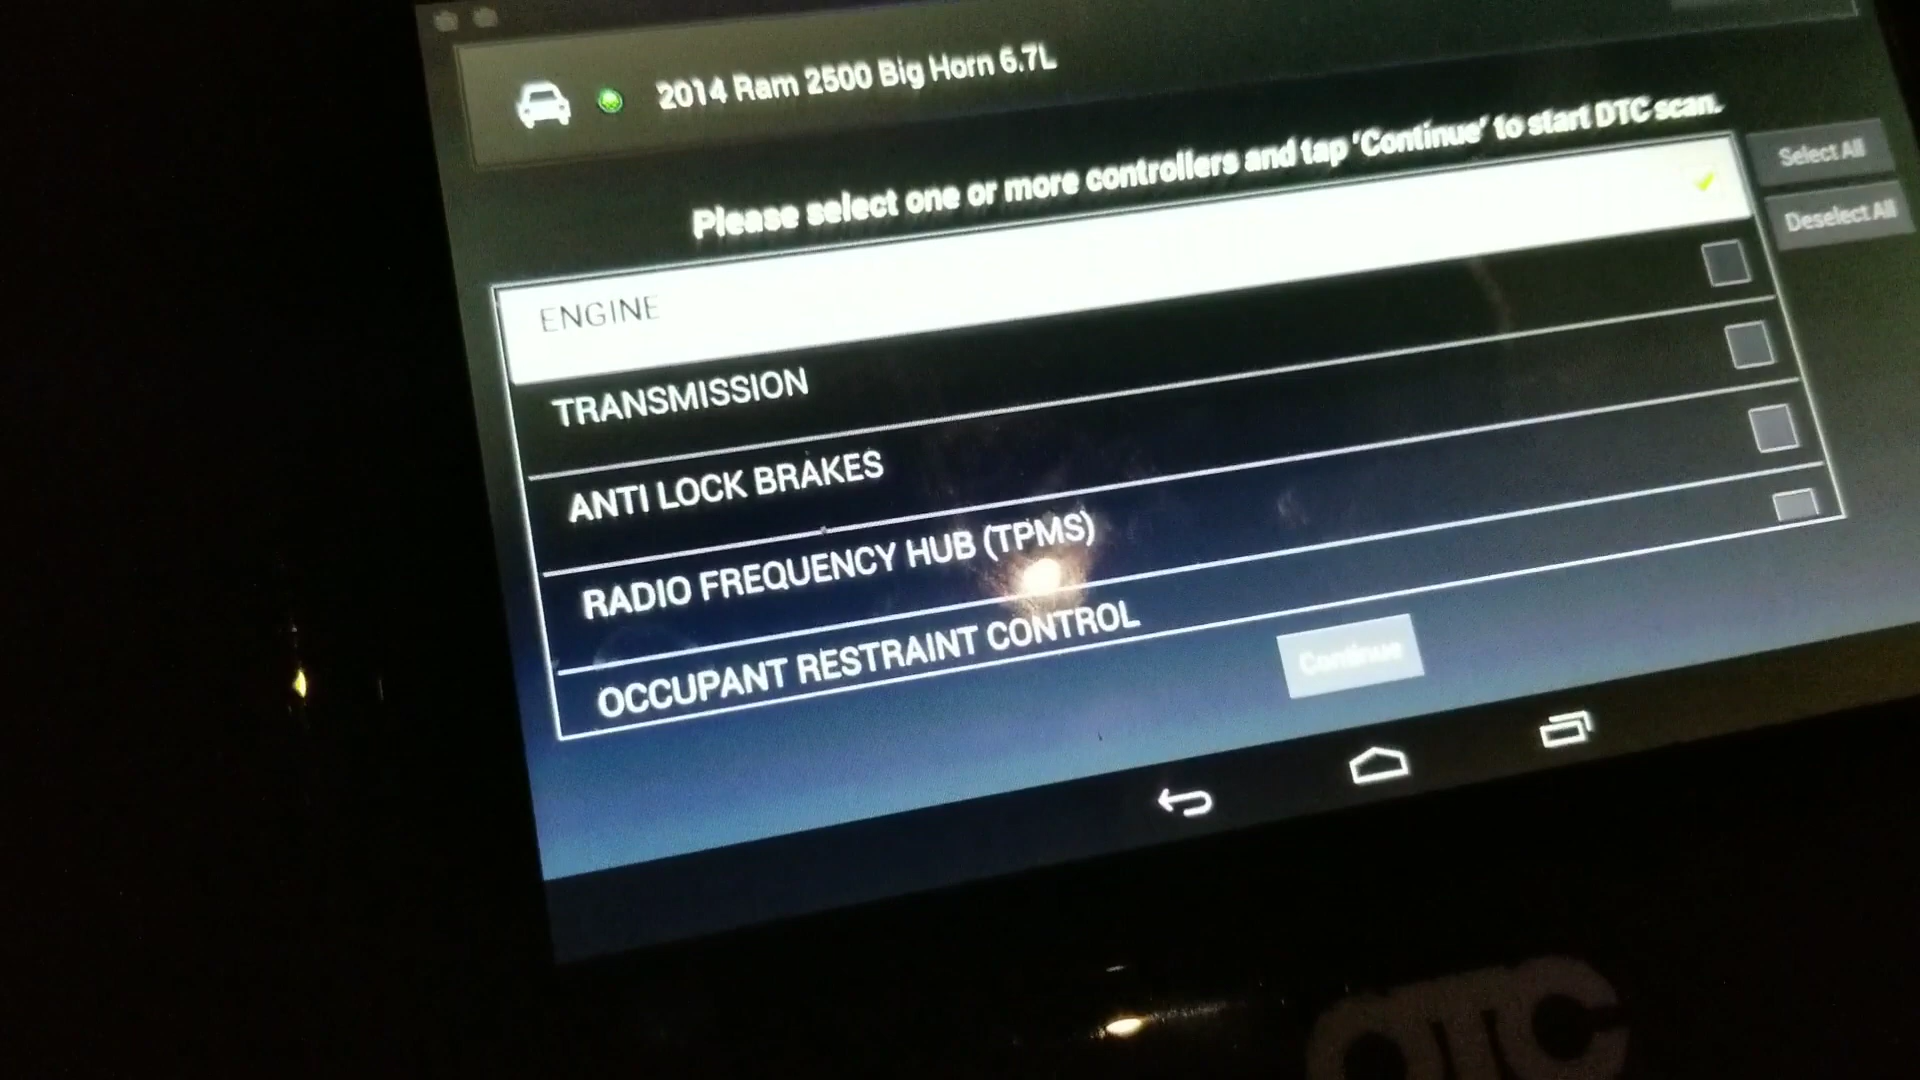 2014 Ram 2500 Big Horn 6.7L
Please select one or more controllers and tap 'Continue' to start DTC scan.
Select All
Deselect All
ENGINE
TRANSMISSION
ANTI LOCK BRAKES
RADIO FREQUENCY HUB (TPMS)
OCCUPANT RESTRAINT CONTROL
Continue
OTC